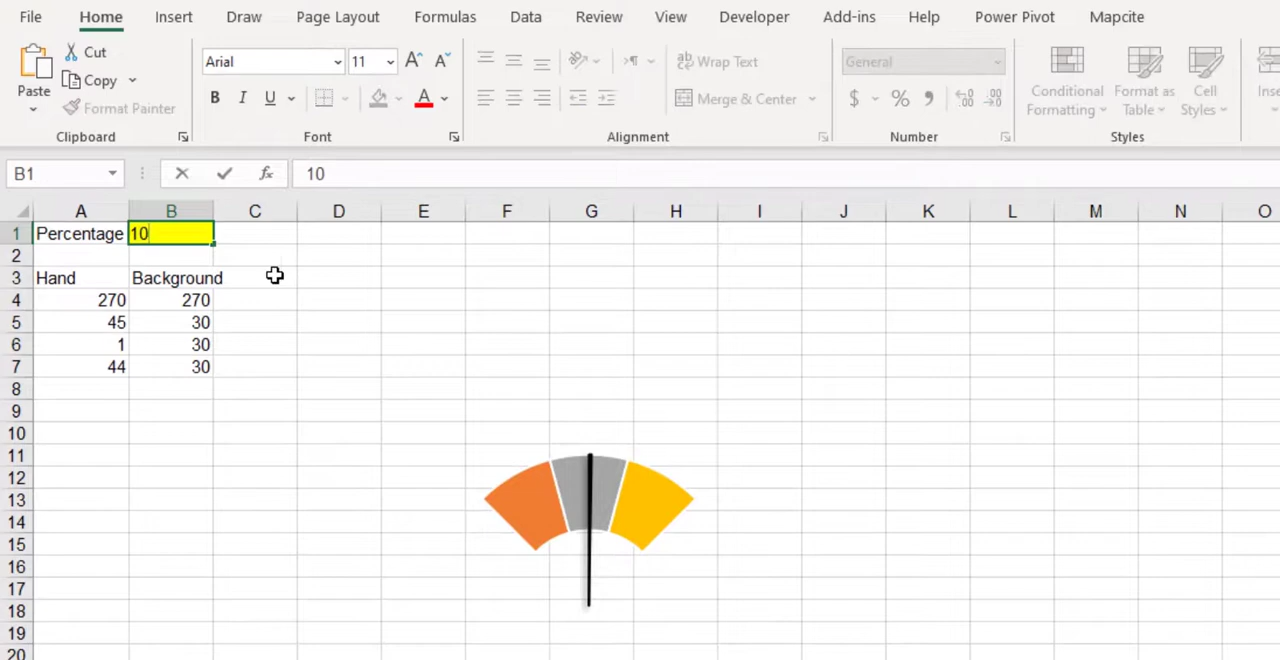 File Home Insert Draw Page Layout Formulas Data Review View Developer Add-ins Help Power Pivot Mapcite
Paste Cut Copy Format Painter
Clipboard
Arial 11 A A
B I U A
Font
Wrap Text
Merge & Center
Alignment
General
$ % 9
Number
Conditional Formatting
Format as Table
Cell Styles
Styles
B1 fx 10
A B C D E F G H I J K L M N O
1 Percentage 10
2
3 Hand Background
4 270 270
5 45 30
6 1 30
7 44 30
8
9
10
11
12
13
14
15
16
17
18
19
20